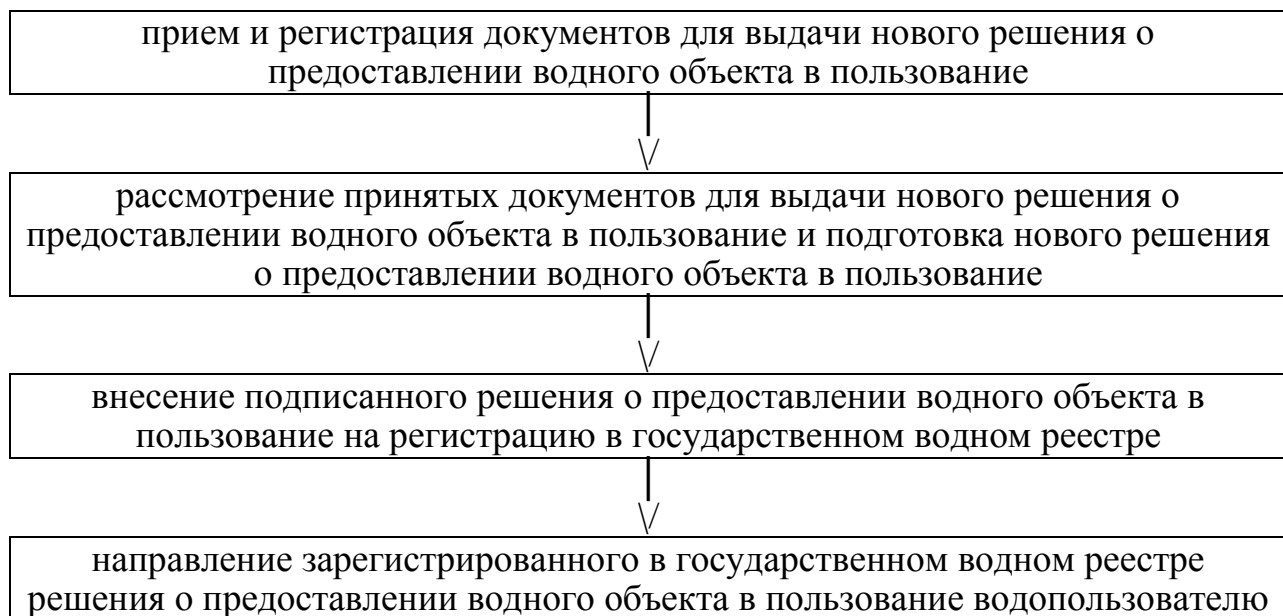 прием и регистрация документов для выдачи нового решения о
предоставлении водного объекта в пользование
рассмотрение принятых документов для выдачи нового решения о
предоставлении водного объекта в пользование и подготовка нового решения
о предоставлении водного объекта в пользование
внесение подписанного решения о предоставлении водного объекта в
пользование на регистрацию в государственном водном реестре
направление зарегистрированного в государственном водном реестре
решения о предоставлении водного объекта в пользование водопользователю